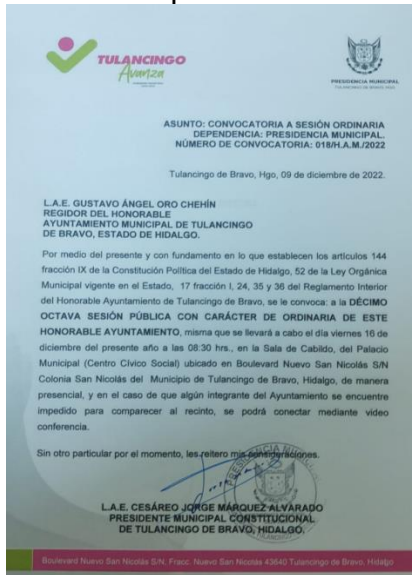 TULANCINGO
Avanza
PRESIDENCIA MUNICIPAL
ASUNTO: CONVOCATORIA A SESIÓN ORDINARIA
DEPENDENCIA: PRESIDENCIA MUNICIPAL.
NÚMERO DE CONVOCATORIA: 018/H.A.M./2022
Tulancingo de Bravo, Hgo, 09 de diciembre de 2022.
L.A.E. GUSTAVO ÁNGEL ORO CHEHÍN
REGIDOR DEL HONORABLE
AYUNTAMIENTO MUNICIPAL DE TULANCINGO
DE BRAVO, ESTADO DE HIDALGO.
Por medio del presente y con fundamento en lo que establecen los artículos 144
fracción IX de la Constitución Política del Estado de Hidalgo, 52 de la Ley Orgánica
Municipal vigente en el Estado, 17 fracción I, 24, 35 y 36 del Reglamento Interior
del Honorable Ayuntamiento de Tulancingo de Bravo, se le convoca: a la DÉCIMO
OCTAVA SESIÓN PÚBLICA CON CARÁCTER DE ORDINARIA DE ESTE
HONORABLE AYUNTAMIENTO, misma que se llevará a cabo el día viernes 16 de
diciembre del presente año a las 08:30 hrs., en la Sala de Cabildo, del Palacio
Municipal (Centro Cívico Social) ubicado en Boulevard Nuevo San Nicolás S/N
Colonia San Nicolás del Municipio de Tulancingo de Bravo, Hidalgo, de manera
presencial, y en el caso de que algún integrante del Ayuntamiento se encuentre
impedido para comparecer al recinto, se podrá conectar mediante video
conferencia.
Sin otro particular por el momento, les reitero mis consideraciones.
L.A.E. CESÁREO JORGE MÁRQUEZ ALVARADO
PRESIDENTE MUNICIPAL CONSTITUCIONAL
DE TULANCINGO DE BRAVO, HIDALGO.
Boulevard Nuevo San Nicolás S/N, Fracc. Nuevo San Nicolás 43640 Tulancingo de Bravo, Hidalgo